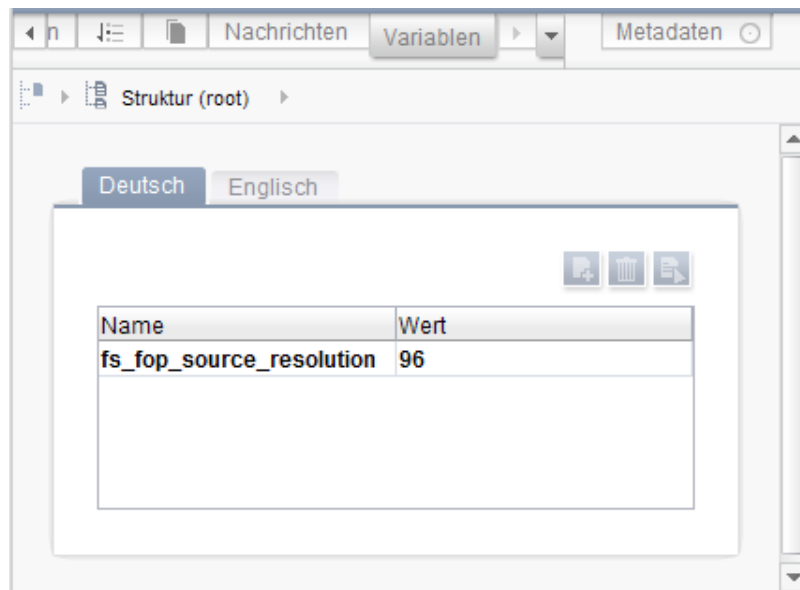 n Nachrichten Variablen Metadaten
Struktur (root)
Deutsch Englisch
Name Wert
fs_fop_source_resolution 96